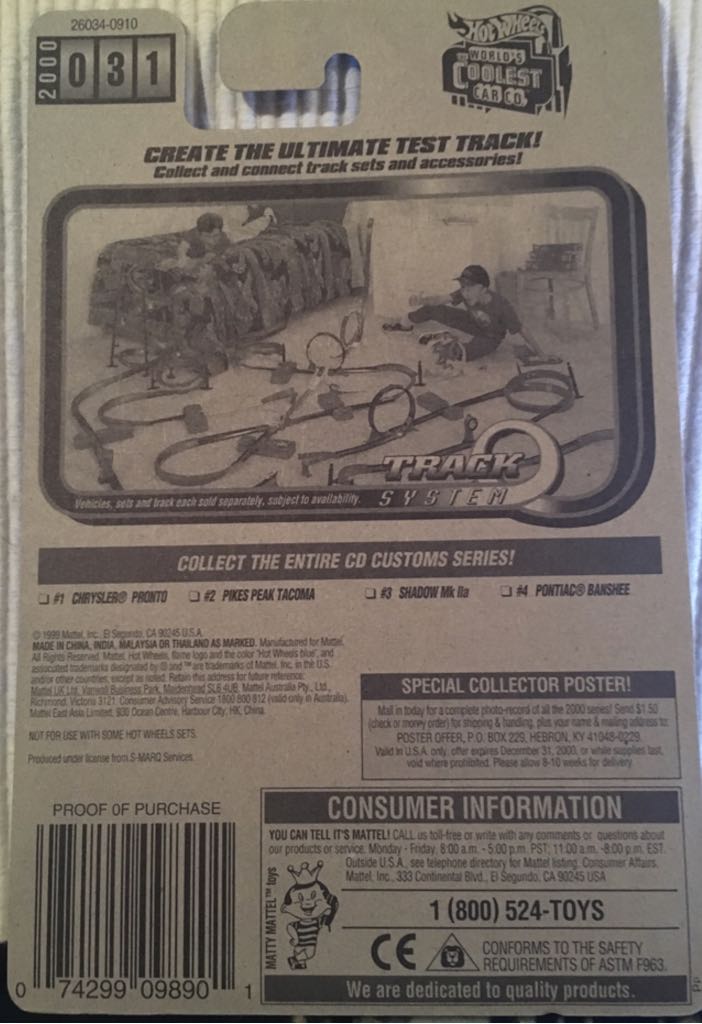 26034-0910
2000
031
HOT WHEELS
WORLD'S
COOLEST
CAR CO.
CREATE THE ULTIMATE TEST TRACK!
Collect and connect track sets and accessories!
TRACK
SYSTEM
Vehicles, sets and track each sold separately, subject to availability.
COLLECT THE ENTIRE CD CUSTOMS SERIES!
#1 CHRYSLER® PRONTO #2 PIKES PEAK TACOMA #3 SHADOW Mk IIa #4 PONTIAC® BANSHEE
© 1999 Mattel, Inc., El Segundo, CA 90245 U.S.A.
MADE IN CHINA, INDIA, MALAYSIA OR THAILAND AS MARKED. Manufactured for Mattel.
All Rights Reserved. Mattel, Hot Wheels, flame logo and the color "Hot Wheels blue", and
associated trademarks designated by ® and ™ are trademarks of Mattel, Inc. in the U.S.
and/or other countries, except as noted. Retain this address for future reference:
Mattel UK Ltd., Vanwall Business Park, Maidenhead SL6 4UB. Mattel Australia Pty., Ltd.,
Richmond, Victoria 3121. Consumer Advisory Service 1800 800 812 (valid only in Australia).
Mattel East Asia Limited, 930 Ocean Centre, Harbour City, HK, China.
NOT FOR USE WITH SOME HOT WHEELS SETS.
Produced under license from S-MARQ Services.
SPECIAL COLLECTOR POSTER!
Mail in today for a complete photo-record of all the 2000 series! Send $1.50
(check or money order) for shipping & handling, plus your name & mailing address to:
POSTER OFFER, P.O. BOX 229, HEBRON, KY 41048-0229.
Valid in U.S.A. only, offer expires December 31, 2000, or while supplies last,
void where prohibited. Please allow 8-10 weeks for delivery.
PROOF OF PURCHASE
0 74299 09890 1
CONSUMER INFORMATION
YOU CAN TELL IT'S MATTEL! CALL us toll-free or write with any comments or questions about
our products or service. Monday - Friday, 8:00 a.m. - 5:00 p.m. PST; 11:00 a.m. -8:00 p.m. EST.
Outside U.S.A., see telephone directory for Mattel listing. Consumer Affairs,
Mattel, Inc., 333 Continental Blvd., El Segundo, CA 90245 USA
MATTY MATTEL™ toys
1 (800) 524-TOYS
CE
CONFORMS TO THE SAFETY
REQUIREMENTS OF ASTM F963.
We are dedicated to quality products.